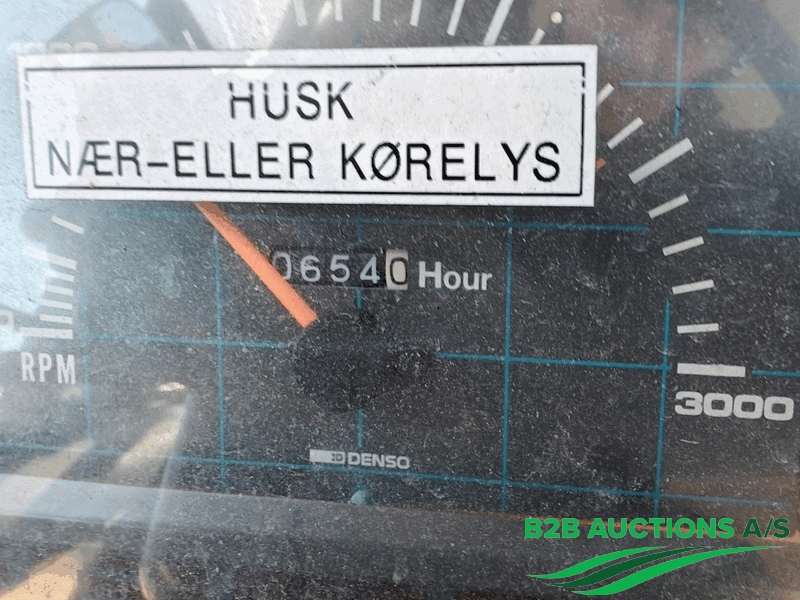 HUSK
NÆR-ELLER KØRELYS
06540 Hour
RPM
3000
DENSO
B2B AUCTIONS A/S